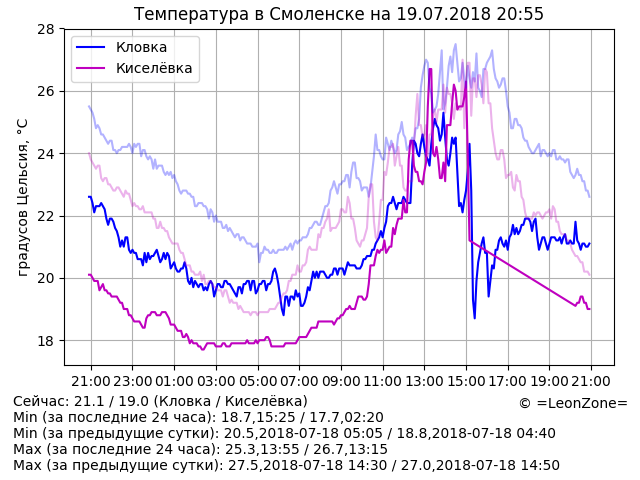 Температура в Смоленске на 19.07.2018 20:55
28
26
24
22
20
18
градусов Цельсия, °C
Кловка
Киселёвка
21:00 23:00 01:00 03:00 05:00 07:00 09:00 11:00 13:00 15:00 17:00 19:00 21:00
Сейчас: 21.1 / 19.0 (Кловка / Киселёвка)
© =LeonZone=
Min (за последние 24 часа): 18.7,15:25 / 17.7,02:20
Min (за предыдущие сутки): 20.5,2018-07-18 05:05 / 18.8,2018-07-18 04:40
Max (за последние 24 часа): 25.3,13:55 / 26.7,13:15
Max (за предыдущие сутки): 27.5,2018-07-18 14:30 / 27.0,2018-07-18 14:50